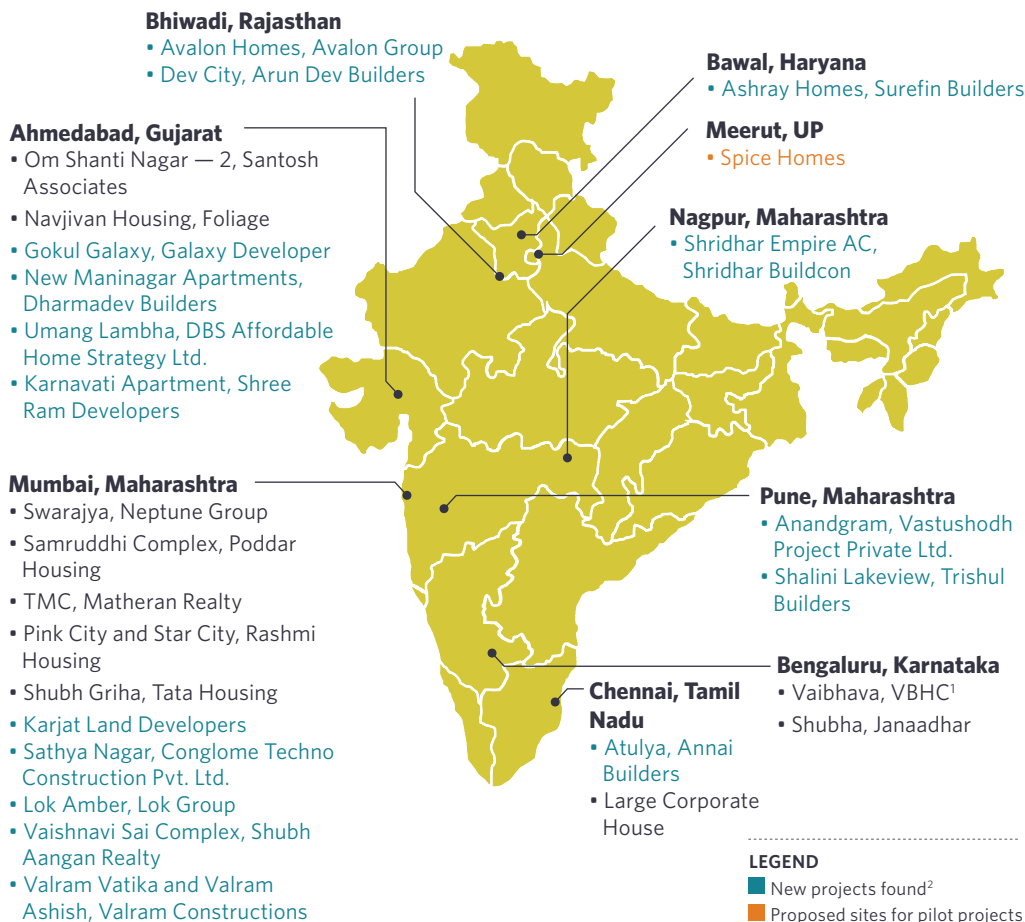 Bhiwadi, Rajasthan
• Avalon Homes, Avalon Group
• Dev City, Arun Dev Builders
Bawal, Haryana
• Ashray Homes, Surefin Builders
Meerut, UP
• Spice Homes
Ahmedabad, Gujarat
• Om Shanti Nagar — 2, Santosh
Associates
• Navjivan Housing, Foliage
• Gokul Galaxy, Galaxy Developer
• New Maninagar Apartments,
Dharmadev Builders
• Umang Lambha, DBS Affordable
Home Strategy Ltd.
• Karnavati Apartment, Shree
Ram Developers
Nagpur, Maharashtra
• Shridhar Empire AC,
Shridhar Buildcon
Mumbai, Maharashtra
• Swarajya, Neptune Group
• Samruddhi Complex, Poddar
Housing
• TMC, Matheran Realty
• Pink City and Star City, Rashmi
Housing
• Shubh Griha, Tata Housing
• Karjat Land Developers
• Sathya Nagar, Conglome Techno
Construction Pvt. Ltd.
• Lok Amber, Lok Group
• Vaishnavi Sai Complex, Shubh
Aangan Realty
• Valram Vatika and Valram
Ashish, Valram Constructions
Pune, Maharashtra
• Anandgram, Vastushodh
Project Private Ltd.
• Shalini Lakeview, Trishul
Builders
Bengaluru, Karnataka
• Vaibhava, VBHC¹
• Shubha, Janaadhar
Chennai, Tamil
Nadu
• Atulya, Annai
Builders
• Large Corporate
House
LEGEND
New projects found²
Proposed sites for pilot projects